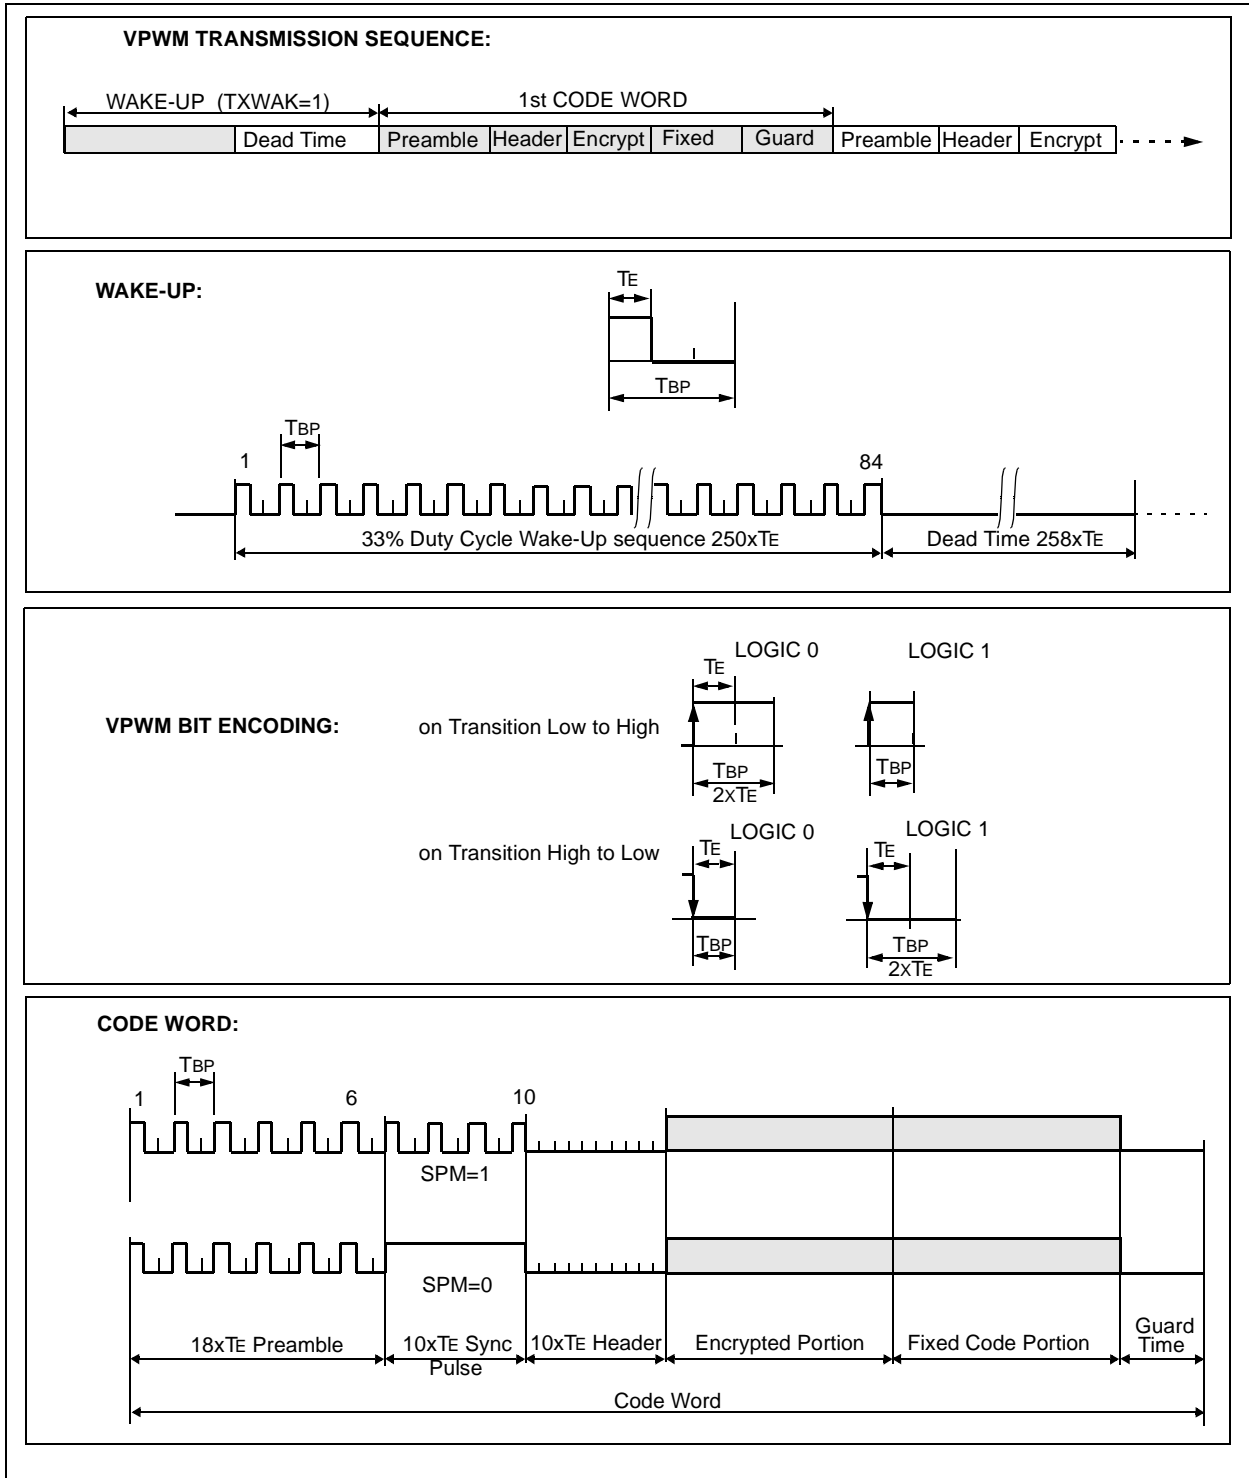 VPWM TRANSMISSION SEQUENCE:
WAKE-UP (TXWAK=1)
1st CODE WORD
Dead Time
Preamble
Header
Encrypt
Fixed
Guard
Preamble
Header
Encrypt
WAKE-UP:
TE
TBP
TBP
1
84
33% Duty Cycle Wake-Up sequence 250xTE
Dead Time 258xTE
LOGIC 0
LOGIC 1
TE
VPWM BIT ENCODING:
on Transition Low to High
TBP
2XTE
TBP
LOGIC 0
LOGIC 1
on Transition High to Low
TE
TE
TBP
TBP
2XTE
CODE WORD:
TBP
1
6
10
SPM=1
SPM=0
18xTE Preamble
10xTE Sync
Pulse
10xTE Header
Encrypted Portion
Fixed Code Portion
Guard
Time
Code Word